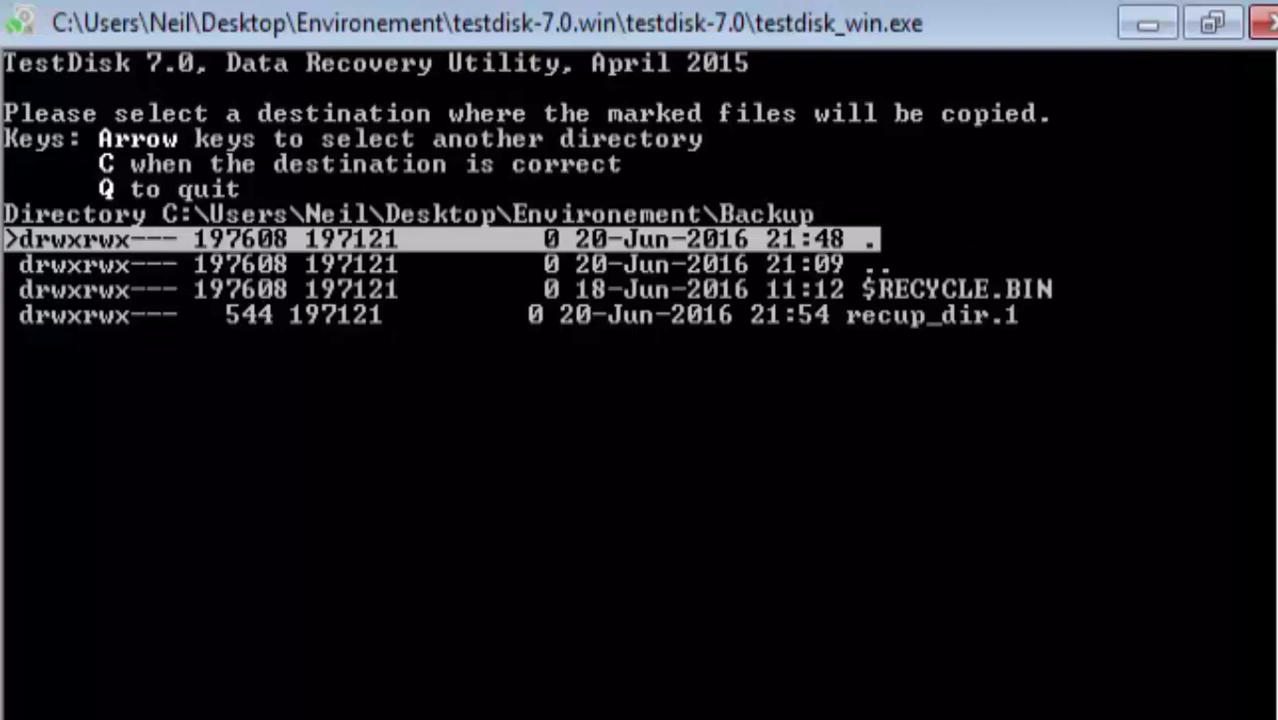 C:\Users\Neil\Desktop\Environement\testdisk-7.0.win\testdisk-7.0\testdisk_win.exe
TestDisk 7.0, Data Recovery Utility, April 2015
Please select a destination where the marked files will be copied.
Keys: Arrow keys to select another directory
C when the destination is correct
Q to quit
Directory C:\Users\Neil\Desktop\Environement\Backup
>drwxrwx--- 197608 197121 0 20-Jun-2016 21:48 .
drwxrwx--- 197608 197121 0 20-Jun-2016 21:09 ..
drwxrwx--- 197608 197121 0 18-Jun-2016 11:12 $RECYCLE.BIN
drwxrwx--- 544 197121 0 20-Jun-2016 21:54 recup_dir.1